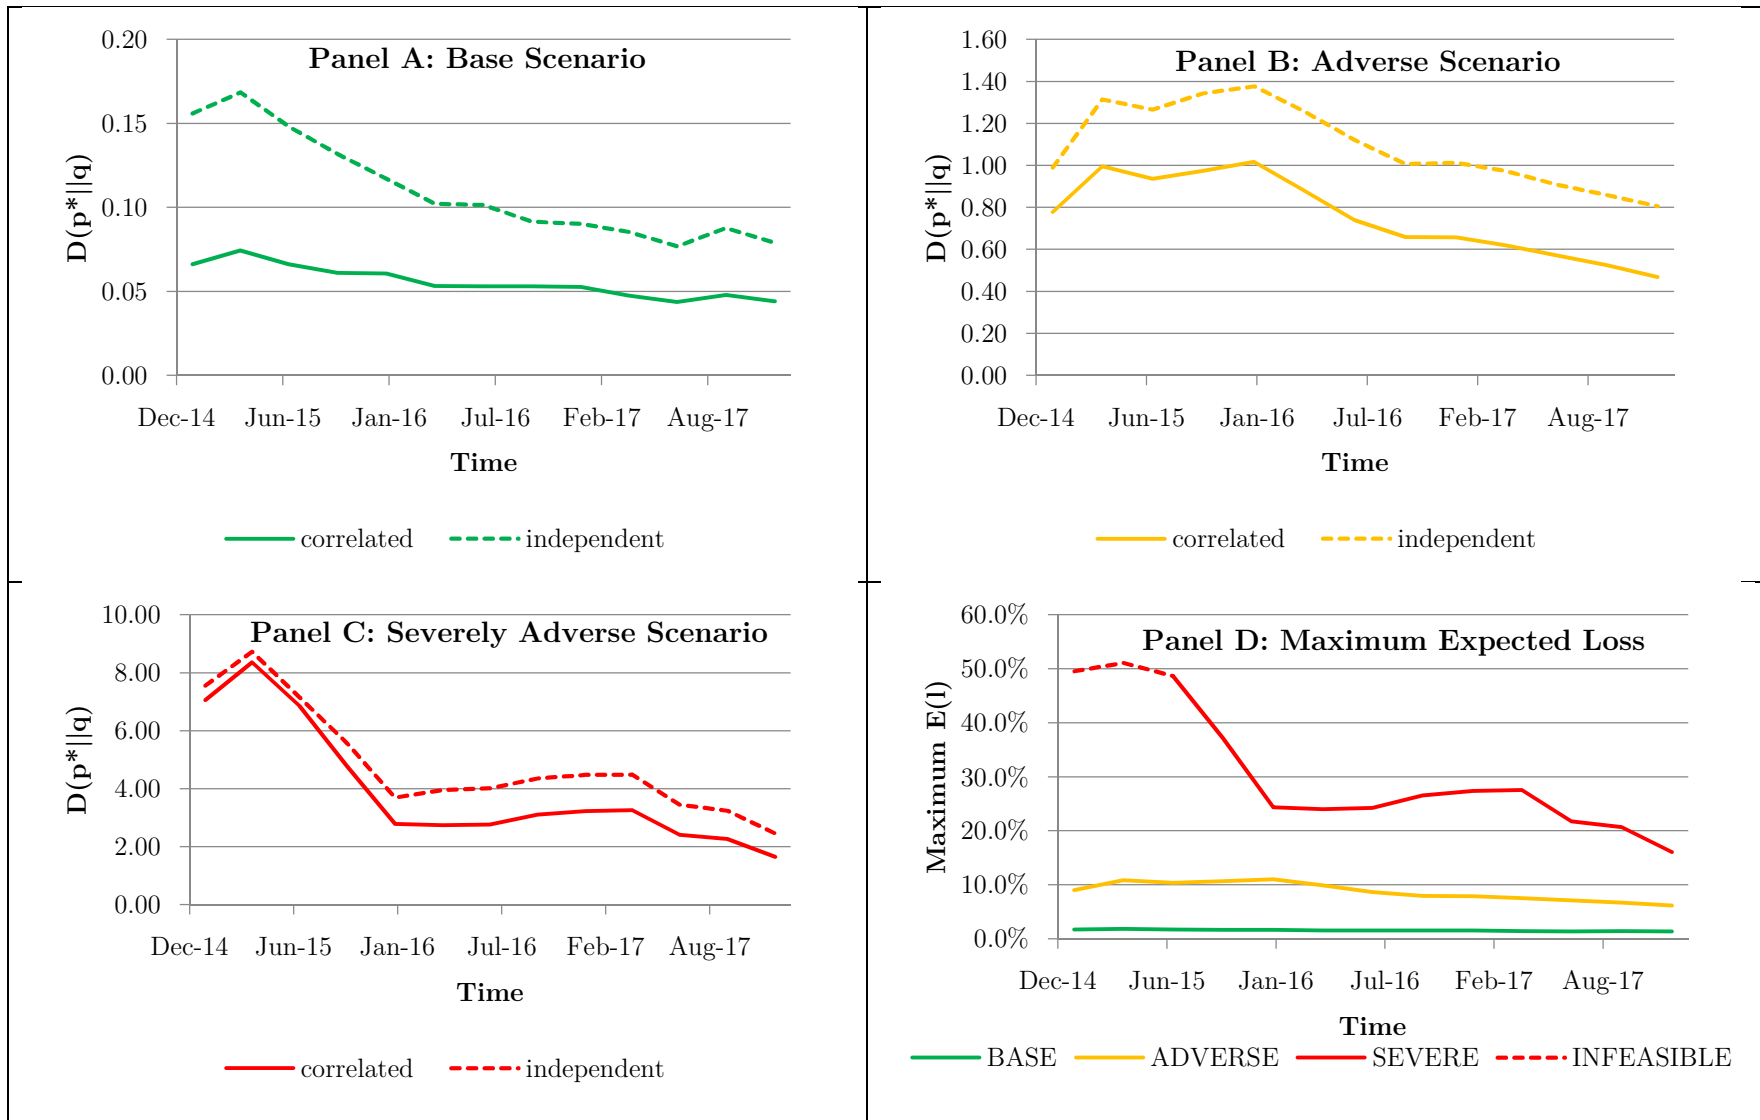 Panel A: Base Scenario
D(p*||q)
0.20
0.15
0.10
0.05
0.00
Dec-14 Jun-15 Jan-16 Jul-16 Feb-17 Aug-17
Time
correlated independent
Panel B: Adverse Scenario
D(p*||q)
1.60
1.40
1.20
1.00
0.80
0.60
0.40
0.20
0.00
Dec-14 Jun-15 Jan-16 Jul-16 Feb-17 Aug-17
Time
correlated independent
Panel C: Severely Adverse Scenario
D(p*||q)
10.00
8.00
6.00
4.00
2.00
0.00
Dec-14 Jun-15 Jan-16 Jul-16 Feb-17 Aug-17
Time
correlated independent
Panel D: Maximum Expected Loss
Maximum E(l)
60.0%
50.0%
40.0%
30.0%
20.0%
10.0%
0.0%
Dec-14 Jun-15 Jan-16 Jul-16 Feb-17 Aug-17
Time
BASE ADVERSE SEVERE INFEASIBLE